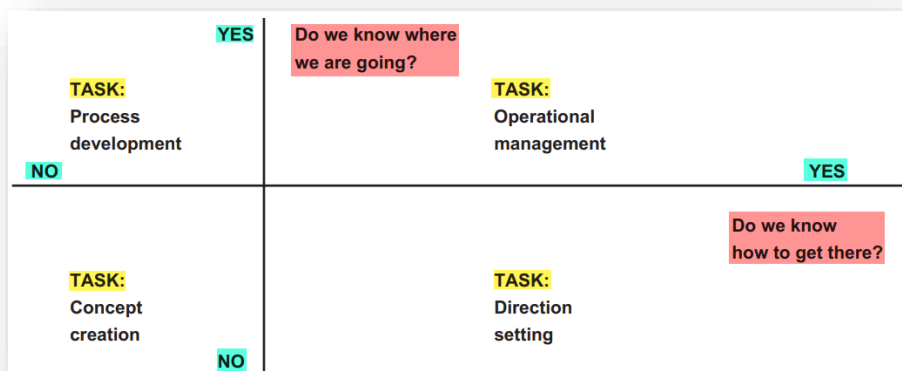 YES
Do we know where
we are going?
TASK:
Process
development
TASK:
Operational
management
NO
YES
Do we know
how to get there?
TASK:
Concept
creation
TASK:
Direction
setting
NO